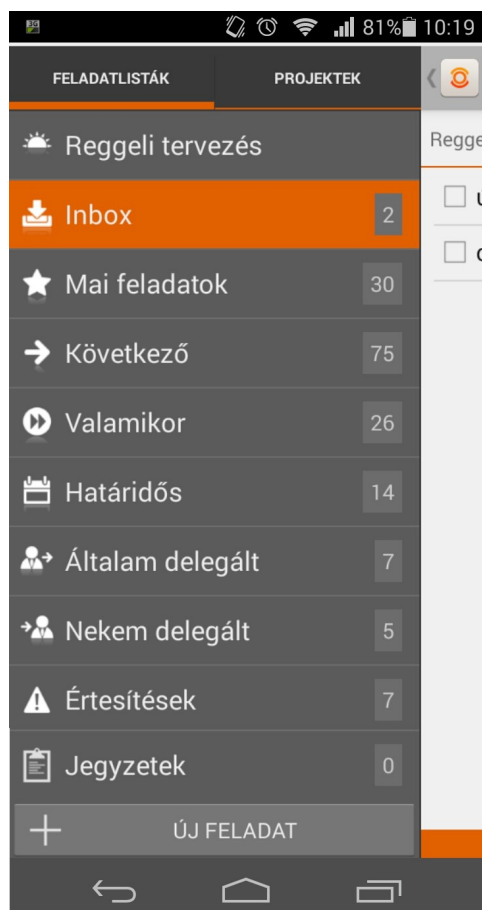 81% 10:19
FELADATLISTÁK PROJEKTEK
Reggeli tervezés
Inbox 2
Mai feladatok 30
Következő 75
Valamikor 26
Határidős 14
Általam delegált 7
Nekem delegált 5
Értesítések 7
Jegyzetek 0
ÚJ FELADAT